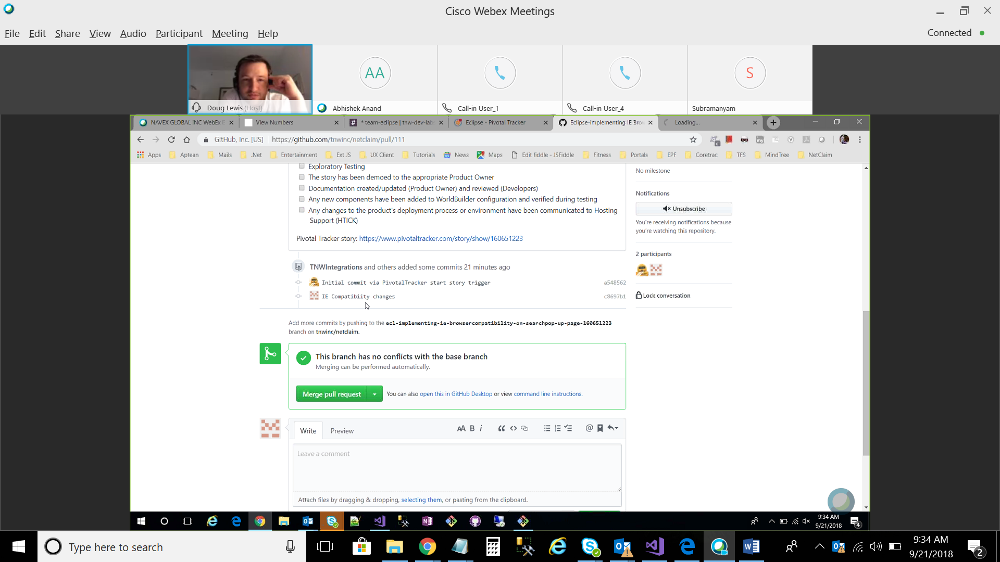 Cisco Webex Meetings
File Edit Share View Audio Participant Meeting Help
Connected
AA
S
Doug Lewis (Host)
Abhishek Anand
Call-in User_1
Call-in User_4
Subramanyam
NAVEX GLOBAL INC WebEx E
View Numbers
* team-eclipse | tnw-dev-labs
Eclipse - Pivotal Tracker
Eclipse-implementing IE Brow
Loading...
GitHub, Inc. [US] | https://github.com/tnwinc/netclaim/pull/111
Apps Aptean Mails .Net Entertainment Ext JS UX Client Tutorials News Maps Edit fiddle - JSFiddle Fitness Portals EPF Coretrac TFS MindTree NetClaim
Exploratory Testing
The story has been demoed to the appropriate Product Owner
Documentation created/updated (Product Owner) and reviewed (Developers)
Any new components have been added to WorldBuilder configuration and verified during testing
Any changes to the product's deployment process or environment have been communicated to Hosting
Support (HTICK)
Pivotal Tracker story: https://www.pivotaltracker.com/story/show/160651223
No milestone
Notifications
Unsubscribe
You're receiving notifications because
you're watching this repository.
2 participants
Lock conversation
TNWIntegrations and others added some commits 21 minutes ago
Initial commit via PivotalTracker start story trigger a548562
IE Compatibiity changes c8697b1
Add more commits by pushing to the ecl-implementing-ie-browsercompatibility-on-searchpop-up-page-160651223
branch on tnwinc/netclaim.
This branch has no conflicts with the base branch
Merging can be performed automatically.
Merge pull request
You can also open this in GitHub Desktop or view command line instructions.
Write Preview
AA B i
Leave a comment
Attach files by dragging & dropping, selecting them, or pasting from the clipboard.
9:34 AM
9/21/2018
4
Type here to search
9:34 AM
9/21/2018
2